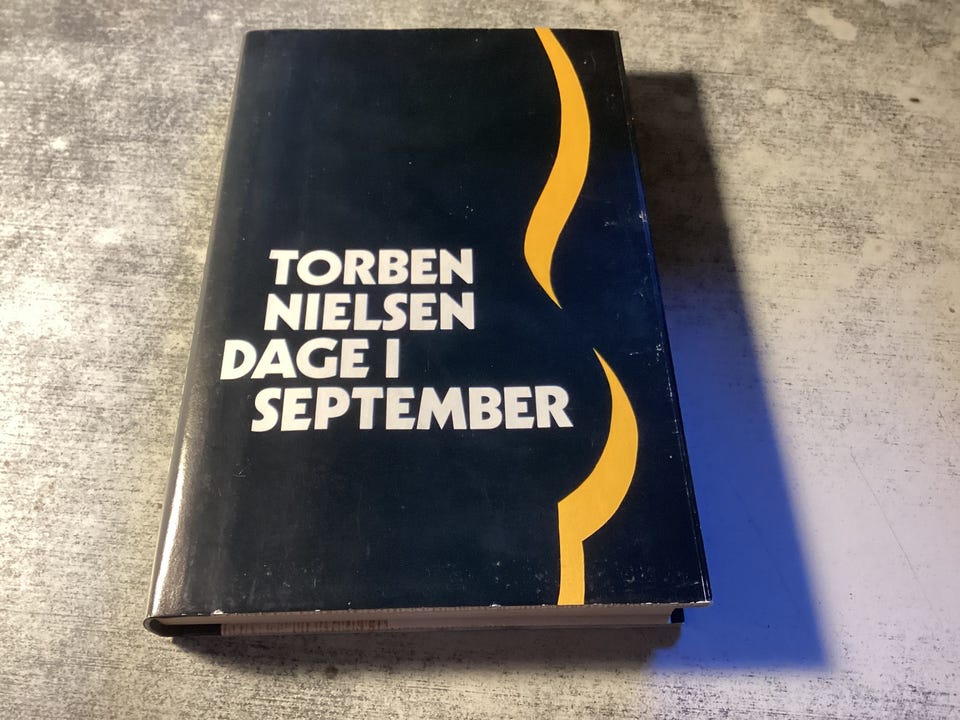 TORBEN
NIELSEN
DAGE I
SEPTEMBER